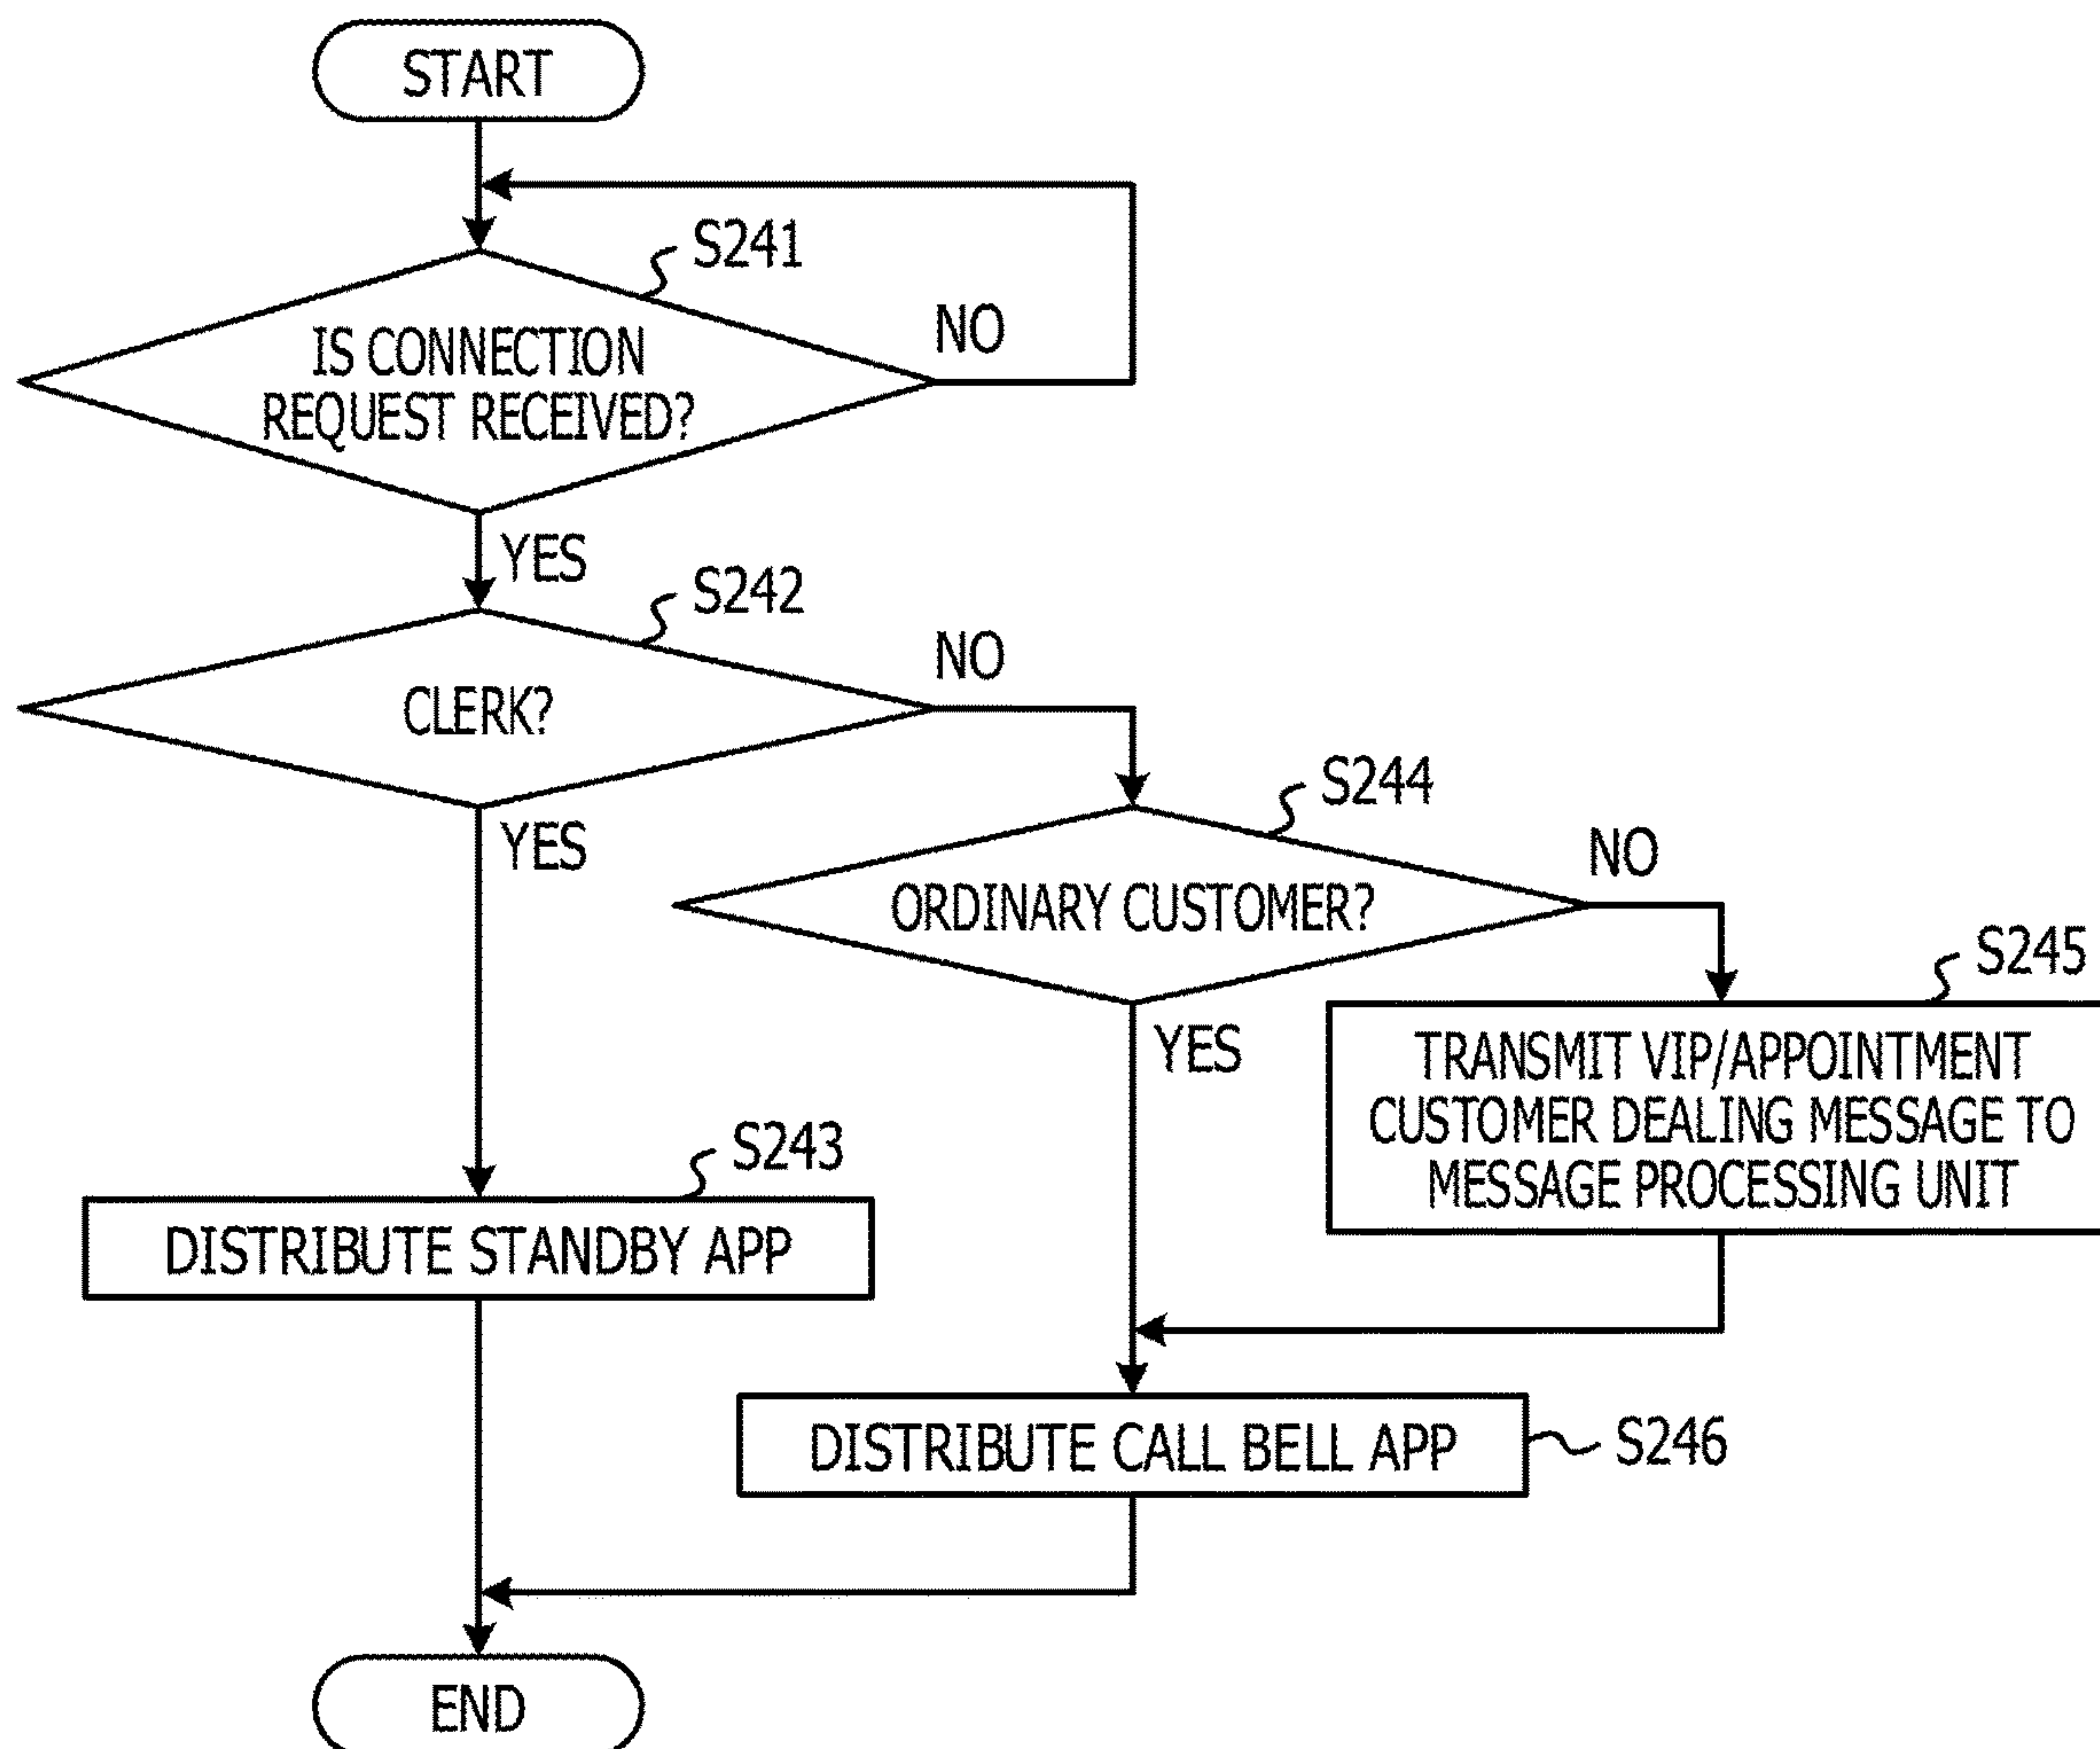 START
S241
NO
IS CONNECTION
REQUEST RECEIVED?
YES
S242
NO
CLERK?
YES
S244
NO
ORDINARY CUSTOMER?
YES
S245
TRANSMIT VIP/APPOINTMENT
CUSTOMER DEALING MESSAGE TO
MESSAGE PROCESSING UNIT
S243
DISTRIBUTE STANDBY APP
DISTRIBUTE CALL BELL APP
S246
END